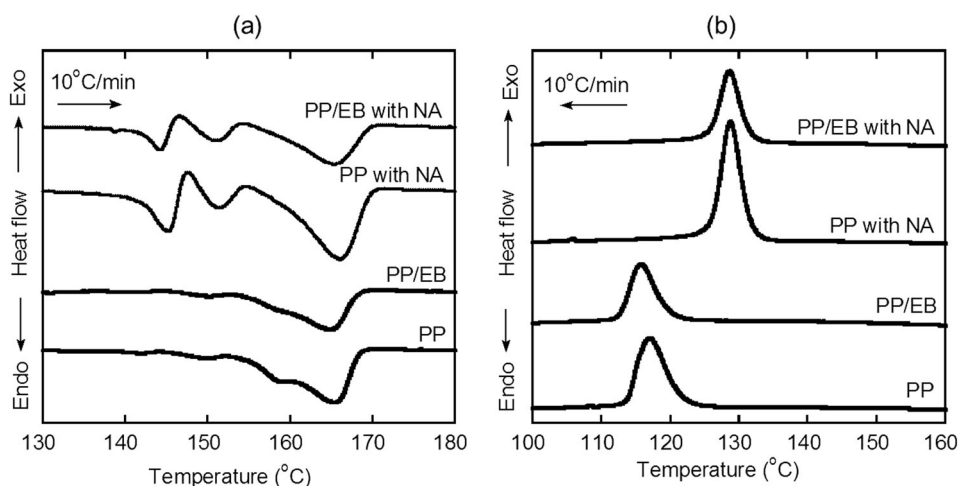 (a)
10°C/min
PP/EB with NA
PP with NA
PP/EB
PP
Endo
Heat flow
Exo
130
140
150
160
170
180
Temperature (°C)
(b)
10°C/min
PP/EB with NA
PP with NA
PP/EB
PP
Endo
Heat flow
Exo
100
110
120
130
140
150
160
Temperature (°C)